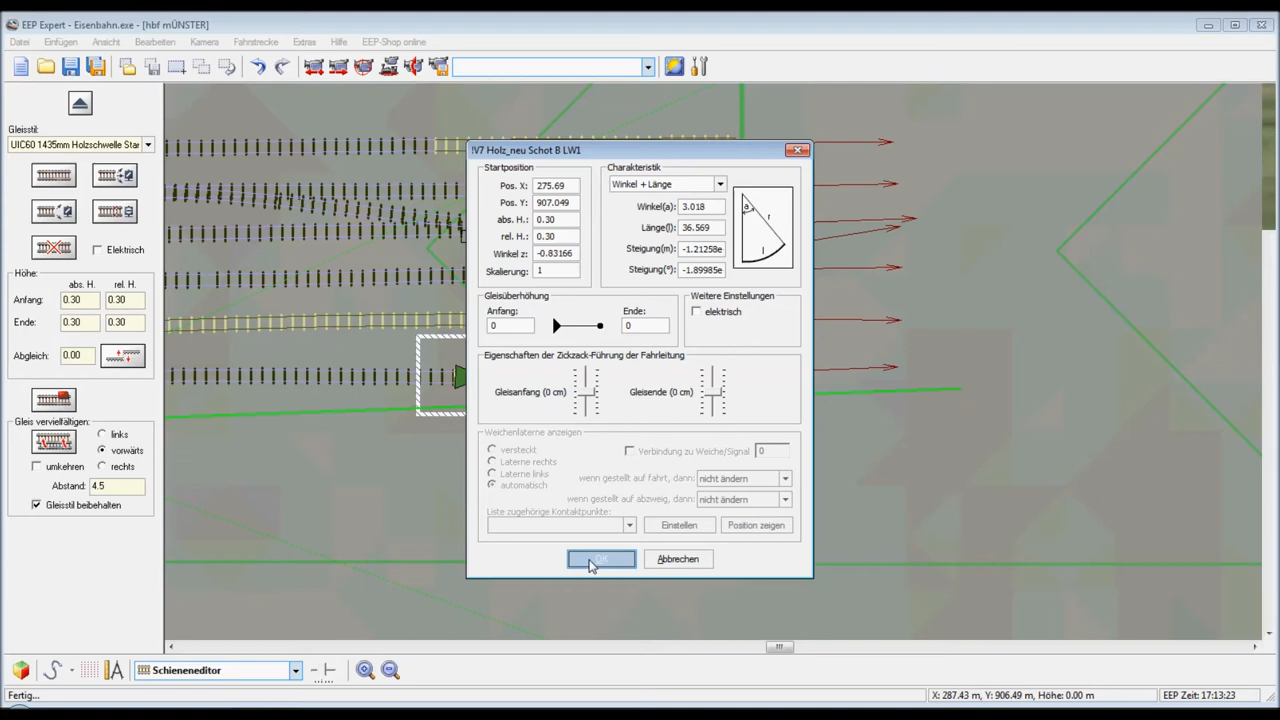 EEP Expert - Eisenbahn.exe - [hbf mÜNSTER]
Datei Einfügen Ansicht Bearbeiten Kamera Fahrstrecke Extras Hilfe EEP-Shop online
Gleisstil:
UIC60 1435mm Holzschwelle Star
Elektrisch
Höhe:
abs. H. rel. H.
Anfang: 0.30 0.30
Ende: 0.30 0.30
Abgleich: 0.00
Gleis vervielfältigen:
links
vorwärts
umkehren rechts
Abstand: 4.5
Gleisstil beibehalten
!V7 Holz_neu Schot B LW1
Startposition
Pos. X: 275.69
Pos. Y: 907.049
abs. H.: 0.30
rel. H.: 0.30
Winkel z: -0.83166
Skalierung: 1
Charakteristik
Winkel + Länge
Winkel(a): 3.018
Länge(l): 36.569
Steigung(m): -1.21258e
Steigung(°): -1.89985e
a
r
l
Gleisüberhöhung
Anfang: Ende:
0 0
Weitere Einstellungen
elektrisch
Eigenschaften der Zickzack-Führung der Fahrleitung
Gleisanfang (0 cm) Gleisende (0 cm)
Weichenlaterne anzeigen
versteckt
Laterne rechts
Laterne links
automatisch
Verbindung zu Weiche/Signal 0
wenn gestellt auf fahrt, dann: nicht ändern
wenn gestellt auf abzweig, dann: nicht ändern
Liste zugehörige Kontaktpunkte:
Einstellen Position zeigen
OK Abbrechen
Schieneneditor
Fertig... X: 287.43 m, Y: 906.49 m, Höhe: 0.00 m EEP Zeit: 17:13:23